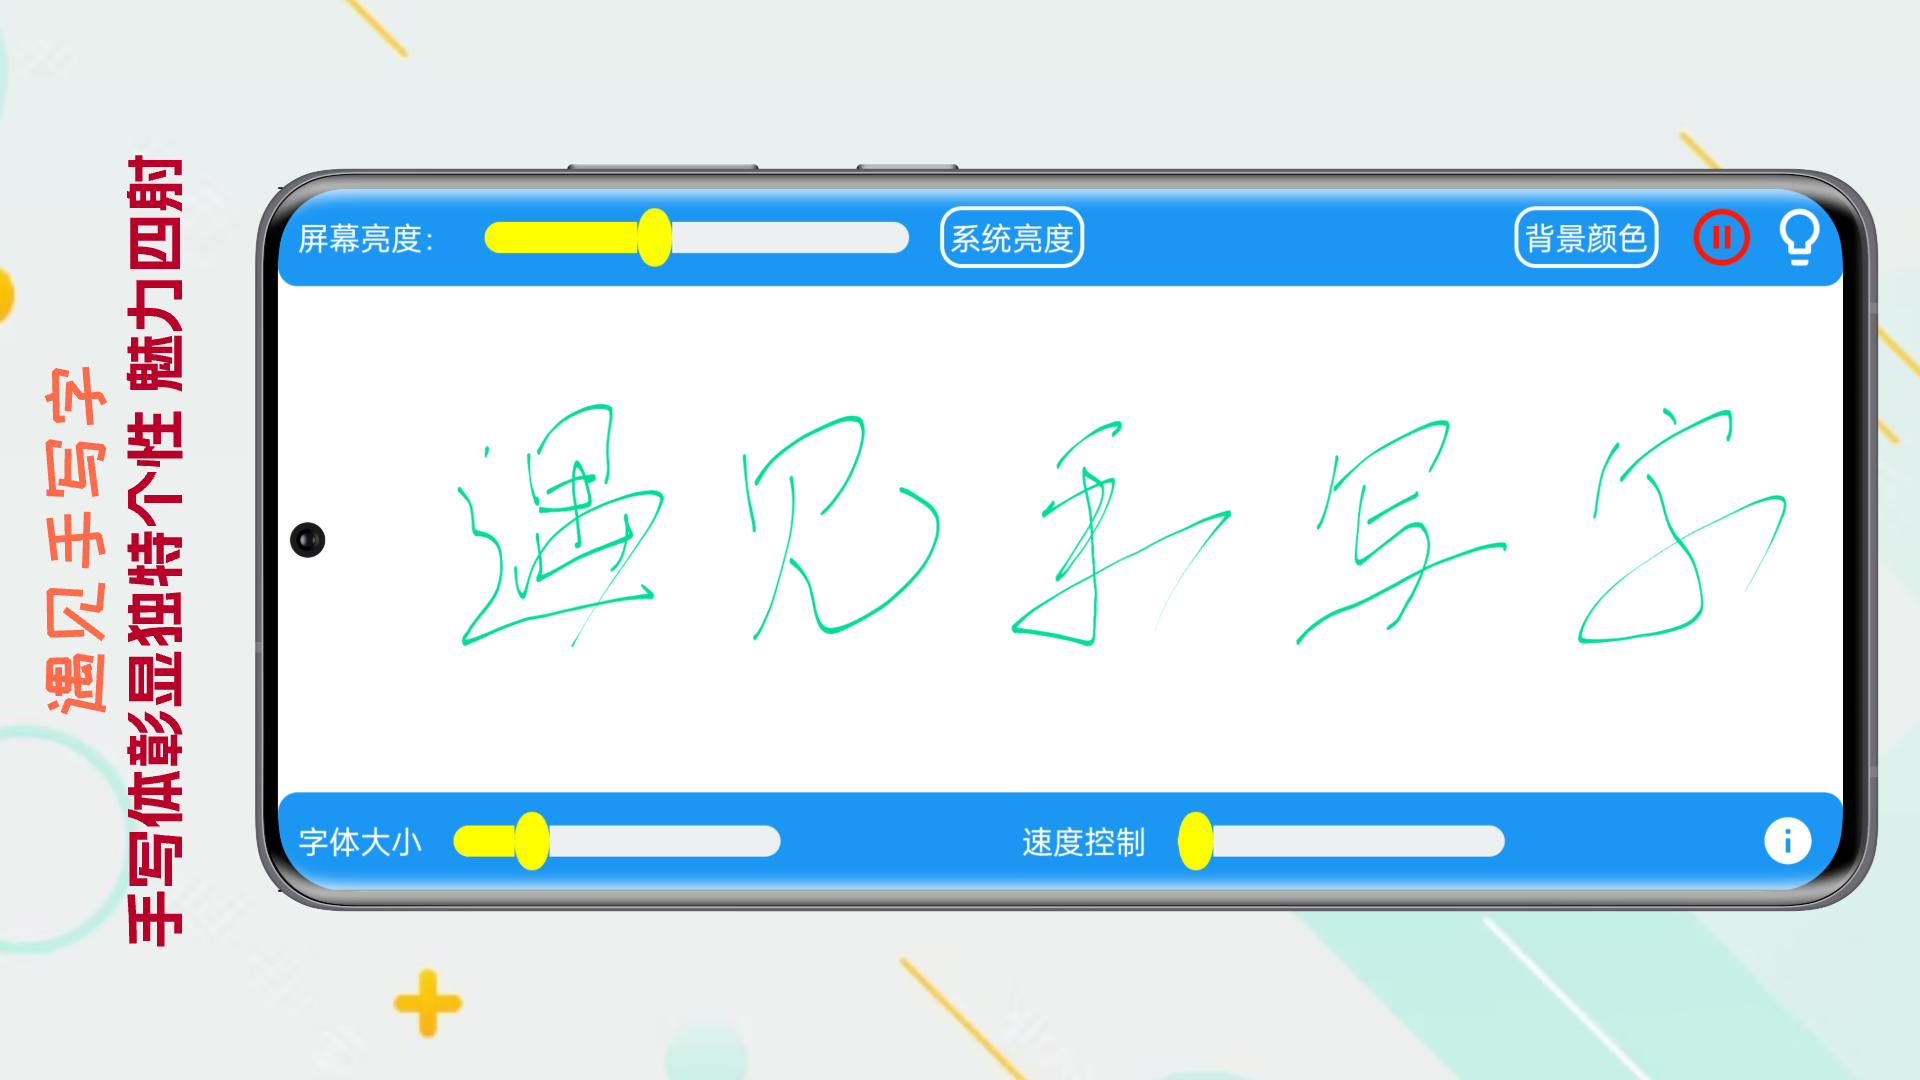 遇见手写字
手写体彰显独特个性 魅力四射
屏幕亮度：
系统亮度
背景颜色
遇见手写字
字体大小
速度控制